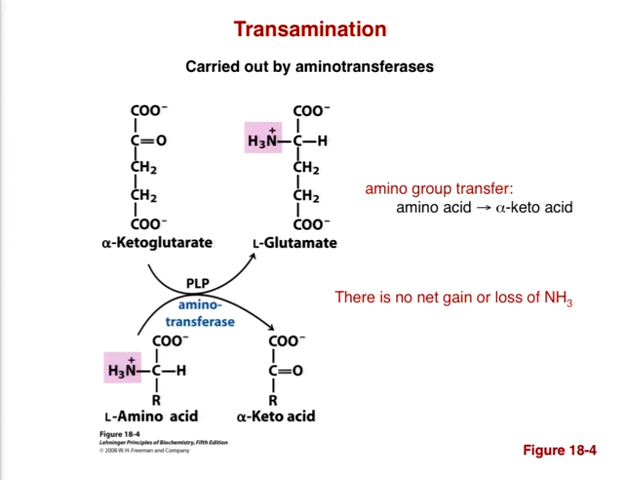 Transamination
Carried out by aminotransferases
COO⁻
C=O
CH₂
CH₂
COO⁻
α-Ketoglutarate
COO⁻
H₃N⁺—C—H
CH₂
CH₂
COO⁻
L-Glutamate
amino group transfer:
amino acid → α-keto acid
PLP
amino-
transferase
There is no net gain or loss of NH₃
COO⁻
H₃N⁺—C—H
R
L-Amino acid
COO⁻
C=O
R
α-Keto acid
Figure 18-4
Lehninger Principles of Biochemistry, Fifth Edition
© 2008 W. H. Freeman and Company
Figure 18-4